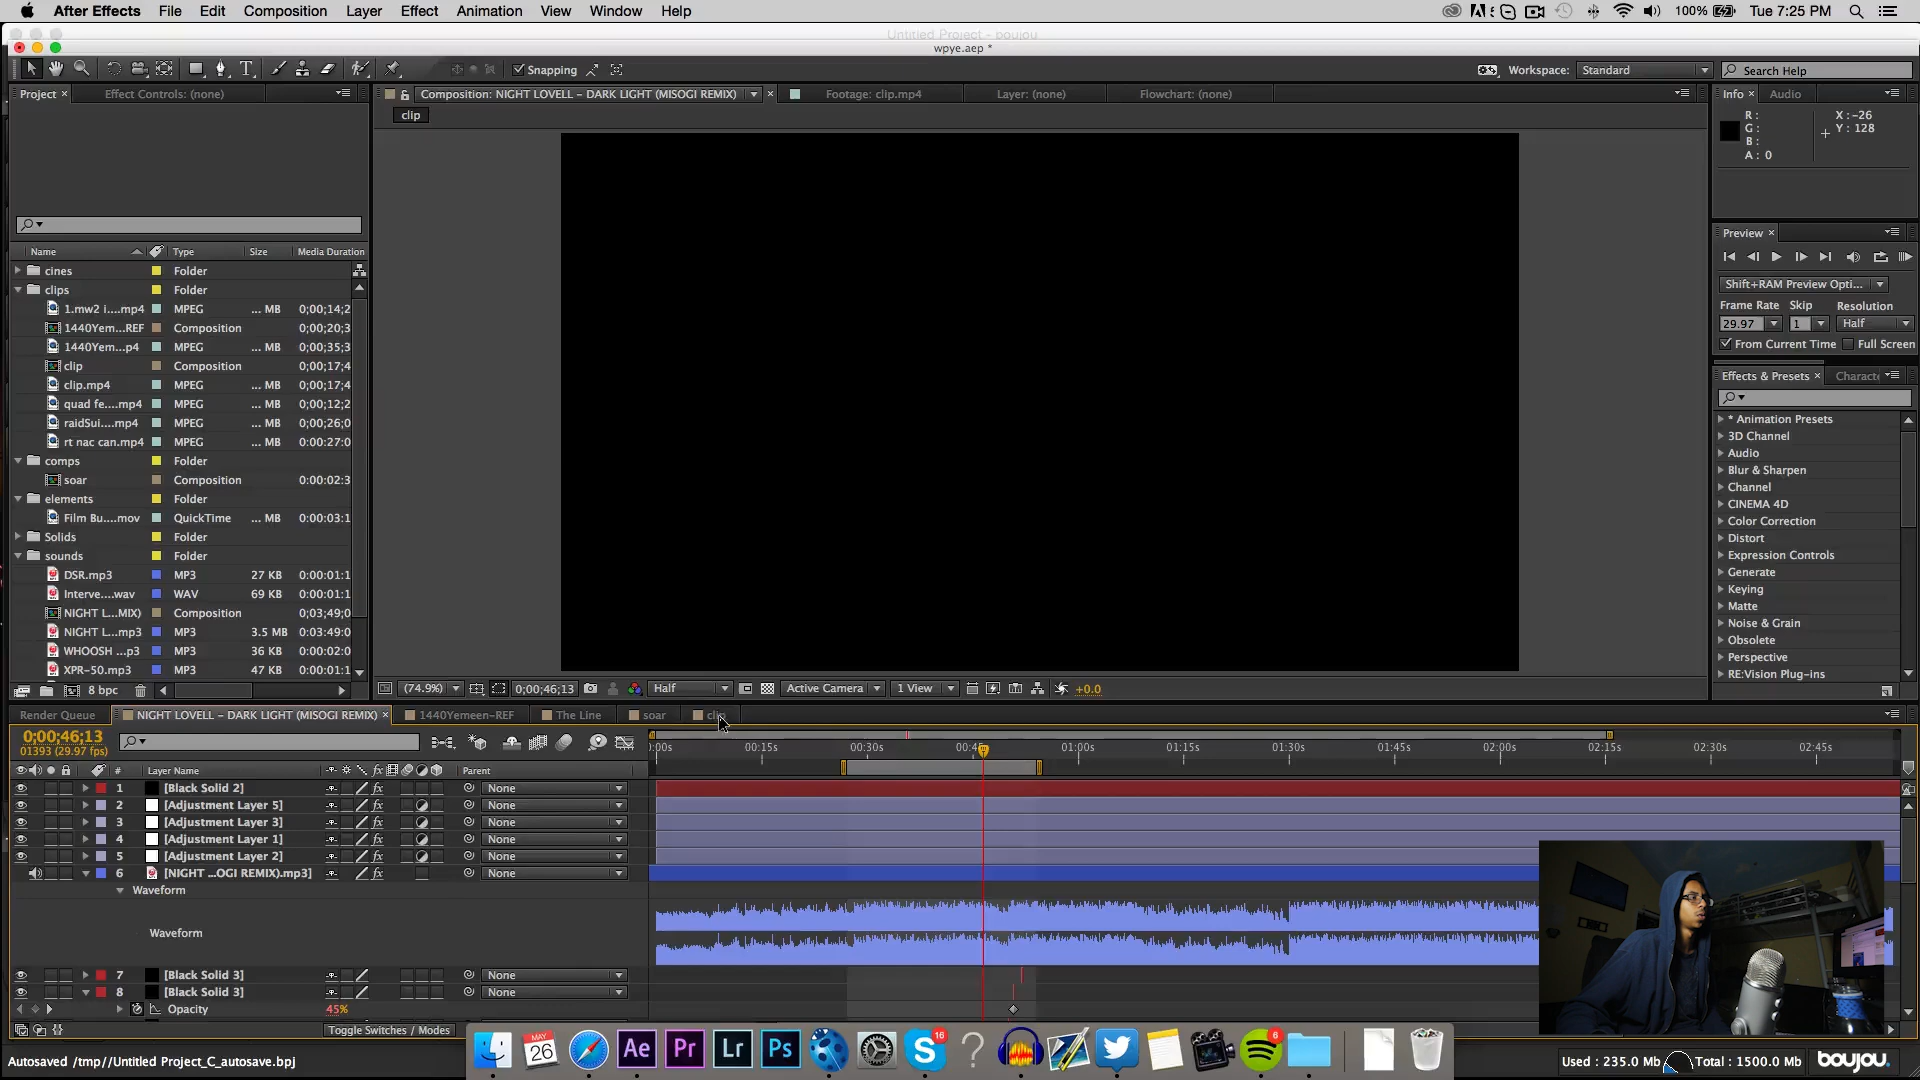 After Effects File Edit Composition Layer Effect Animation View Window Help 100% Tue 7:25 PM
Untitled Project - boujou
wpye.aep *
Snapping Workspace: Standard Search Help
Project × Effect Controls: (none) Composition: NIGHT LOVELL – DARK LIGHT (MISOGI REMIX) × Footage: clip.mp4 Layer: (none) Flowchart: (none) Info × Audio
clip
R: X: -26
G: Y: 128
B:
A: 0
Preview ×
Shift+RAM Preview Opti...
Frame Rate Skip Resolution
29.97 1 Half
From Current Time Full Screen
Effects & Presets × Characte
* Animation Presets
3D Channel
Audio
Blur & Sharpen
Channel
CINEMA 4D
Color Correction
Distort
Expression Controls
Generate
Keying
Matte
Noise & Grain
Obsolete
Perspective
RE:Vision Plug-ins
Name Type Size Media Duration
cines Folder
clips Folder
1.mw2 i....mp4 MPEG ... MB 0;00;14;2
1440Yem...REF Composition 0;00;20;3
1440Yem...p4 MPEG ... MB 0;00;35;3
clip Composition 0;00;17;4
clip.mp4 MPEG ... MB 0;00;17;4
quad fe....mp4 MPEG ... MB 0;00;12;2
raidSui....mp4 MPEG ... MB 0;00;26;0
rt nac can.mp4 MPEG ... MB 0:00:27:0
comps Folder
soar Composition 0:00:02:3
elements Folder
Film Bu....mov QuickTime ... MB 0:00:03:1
Solids Folder
sounds Folder
DSR.mp3 MP3 27 KB 0:00:01:1
Interve....wav WAV 69 KB 0:00:01:1
NIGHT L...MIX) Composition 0;03;49;0
NIGHT L...mp3 MP3 3.5 MB 0:03:49:0
WHOOSH ...p3 MP3 36 KB 0:00:02:0
XPR-50.mp3 MP3 47 KB 0:00:01:1
8 bpc
(74.9%) 0;00;46;13 Half Active Camera 1 View +0.0
Render Queue NIGHT LOVELL – DARK LIGHT (MISOGI REMIX) × 1440Yemeen-REF The Line soar clip
0;00;46;13
01393 (29.97 fps)
:00s 00:15s 00:30s 00:45 01:00s 01:15s 01:30s 01:45s 02:00s 02:15s 02:30s 02:45s
# Layer Name Parent
1 [Black Solid 2] None
2 [Adjustment Layer 5] None
3 [Adjustment Layer 3] None
4 [Adjustment Layer 1] None
5 [Adjustment Layer 2] None
6 [NIGHT ...OGI REMIX).mp3] None
Waveform
Waveform
7 [Black Solid 3] None
8 [Black Solid 3] None
Opacity 45%
Toggle Switches / Modes
MAY 26 Ae Pr Lr Ps 16 6
Autosaved /tmp//Untitled Project_C_autosave.bpj
Used : 235.0 Mb Total : 1500.0 Mb boujou